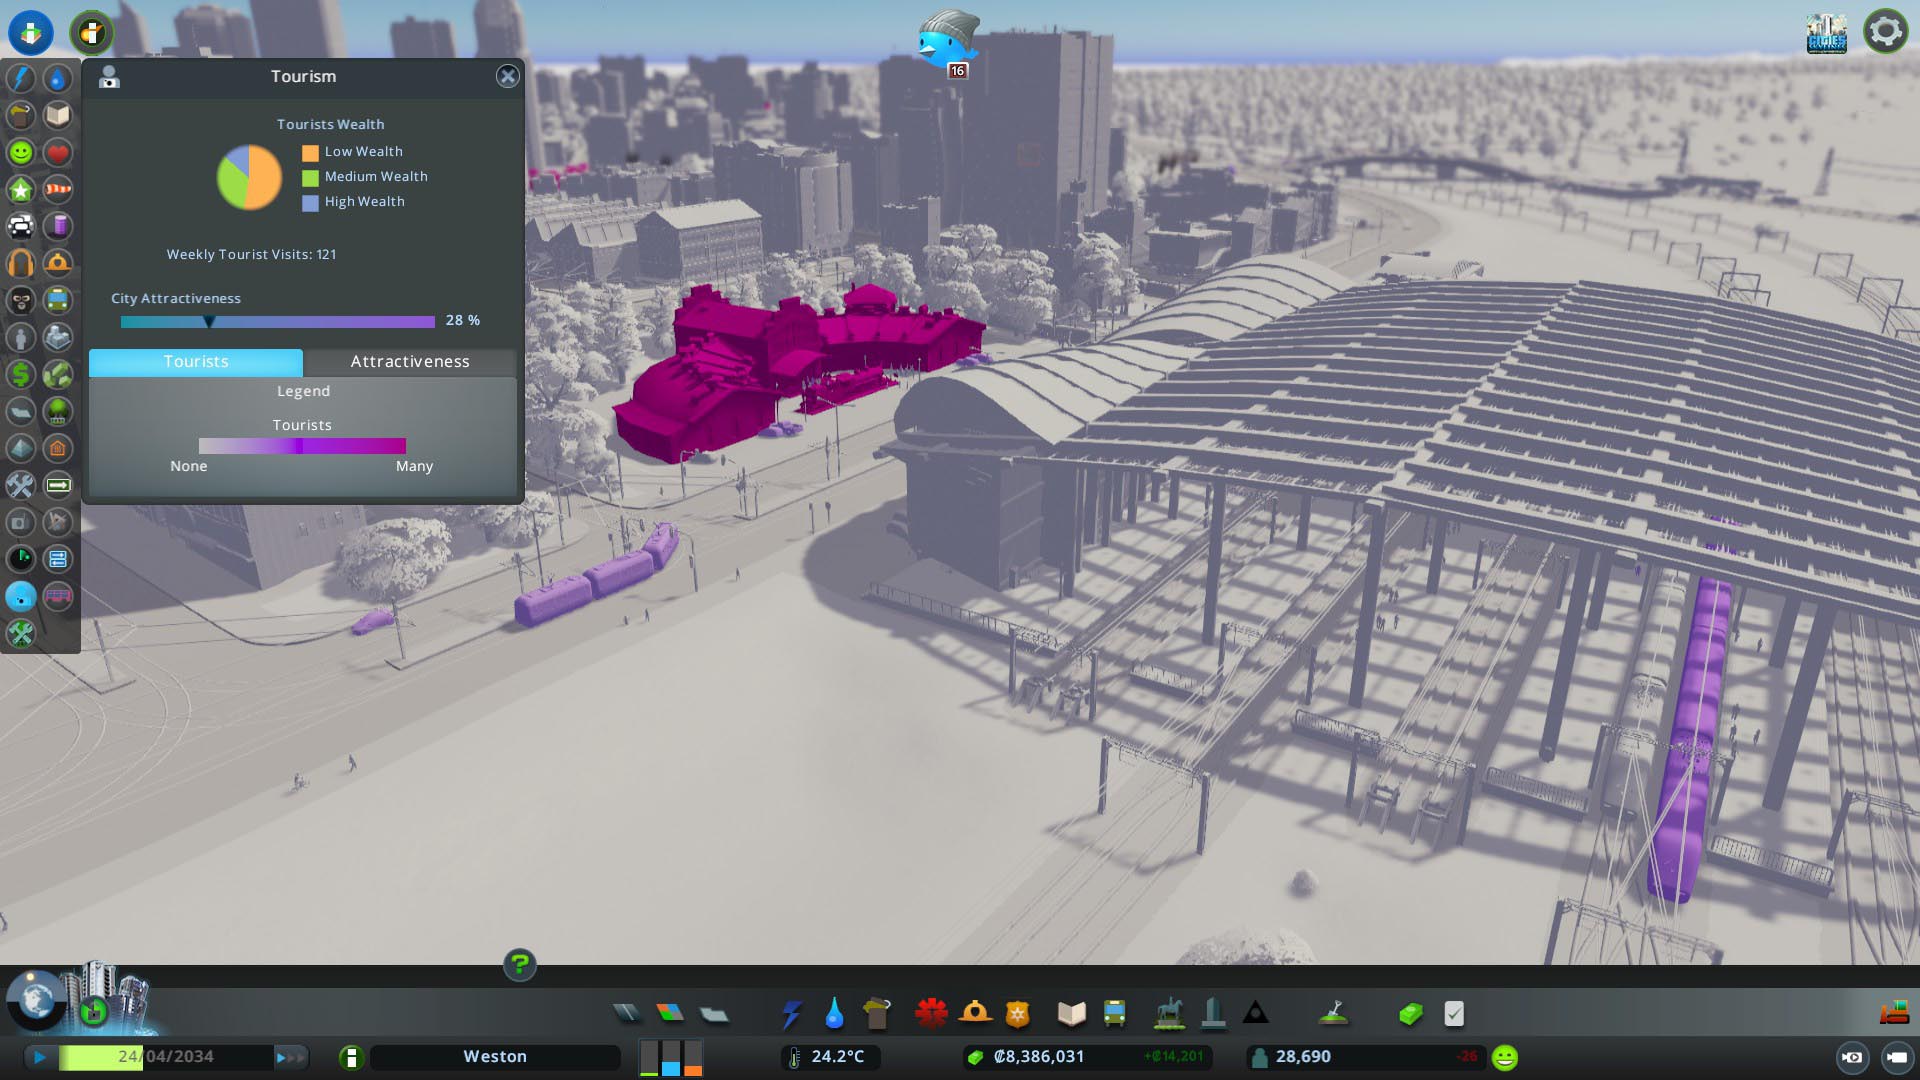 16
CITIES
Tourism
Tourists Wealth
Low Wealth
Medium Wealth
High Wealth
Weekly Tourist Visits: 121
City Attractiveness
28 %
Tourists
Attractiveness
Legend
Tourists
None
Many
24/04/2034
Weston
24.2°C
₡8,386,031
+₡14,201
28,690
-26